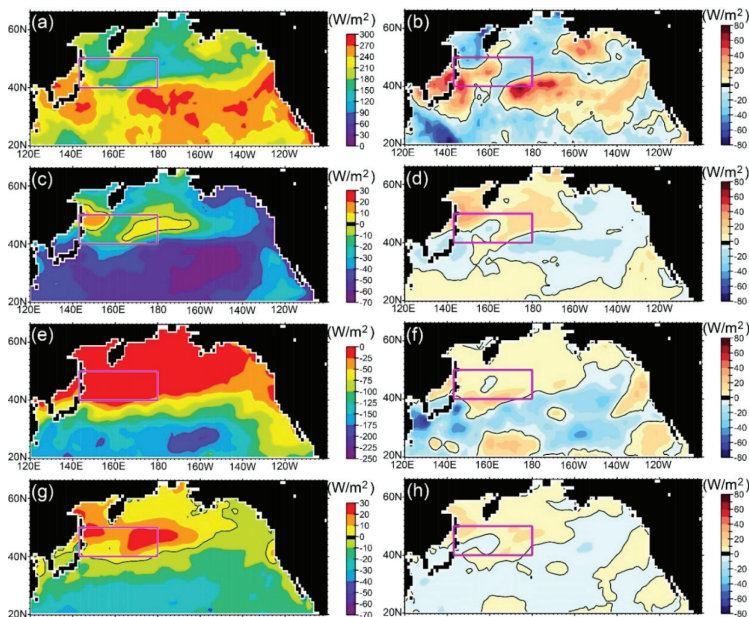 (a) (W/m²)
60N
40N
20N
120E 140E 160E 180 160W 140W 120W
300
270
240
210
180
150
120
90
60
30
0
(b) (W/m²)
60N
40N
20N
120E 140E 160E 180 160W 140W 120W
80
60
40
20
0
-20
-40
-60
-80
(c) (W/m²)
60N
40N
20N
120E 140E 160E 180 160W 140W 120W
30
20
10
0
-10
-20
-30
-40
-50
-60
-70
(d) (W/m²)
60N
40N
20N
120E 140E 160E 180 160W 140W 120W
80
60
40
20
0
-20
-40
-60
-80
(e) (W/m²)
60N
40N
20N
120E 140E 160E 180 160W 140W 120W
0
-25
-50
-75
-100
-125
-150
-175
-200
-225
-250
(f) (W/m²)
60N
40N
20N
120E 140E 160E 180 160W 140W 120W
80
60
40
20
0
-20
-40
-60
-80
(g) (W/m²)
60N
40N
20N
30
20
10
0
-10
-20
-30
-40
-50
-60
-70
(h) (W/m²)
60N
40N
20N
80
60
40
20
0
-20
-40
-60
-80